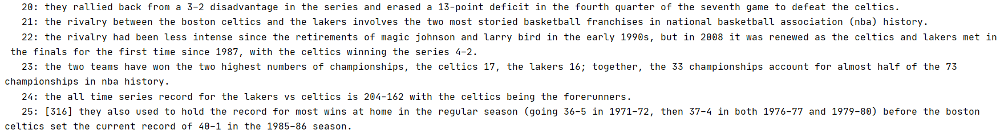 20: they rallied back from a 3–2 disadvantage in the series and erased a 13-point deficit in the fourth quarter of the seventh game to defeat the celtics.
21: the rivalry between the boston celtics and the lakers involves the two most storied basketball franchises in national basketball association (nba) history.
22: the rivalry had been less intense since the retirements of magic johnson and larry bird in the early 1990s, but in 2008 it was renewed as the celtics and lakers met in
the finals for the first time since 1987, with the celtics winning the series 4–2.
23: the two teams have won the two highest numbers of championships, the celtics 17, the lakers 16; together, the 33 championships account for almost half of the 73
championships in nba history.
24: the all time series record for the lakers vs celtics is 204-162 with the celtics being the forerunners.
25: [316] they also used to hold the record for most wins at home in the regular season (going 36–5 in 1971–72, then 37–4 in both 1976–77 and 1979–80) before the boston
celtics set the current record of 40–1 in the 1985–86 season.